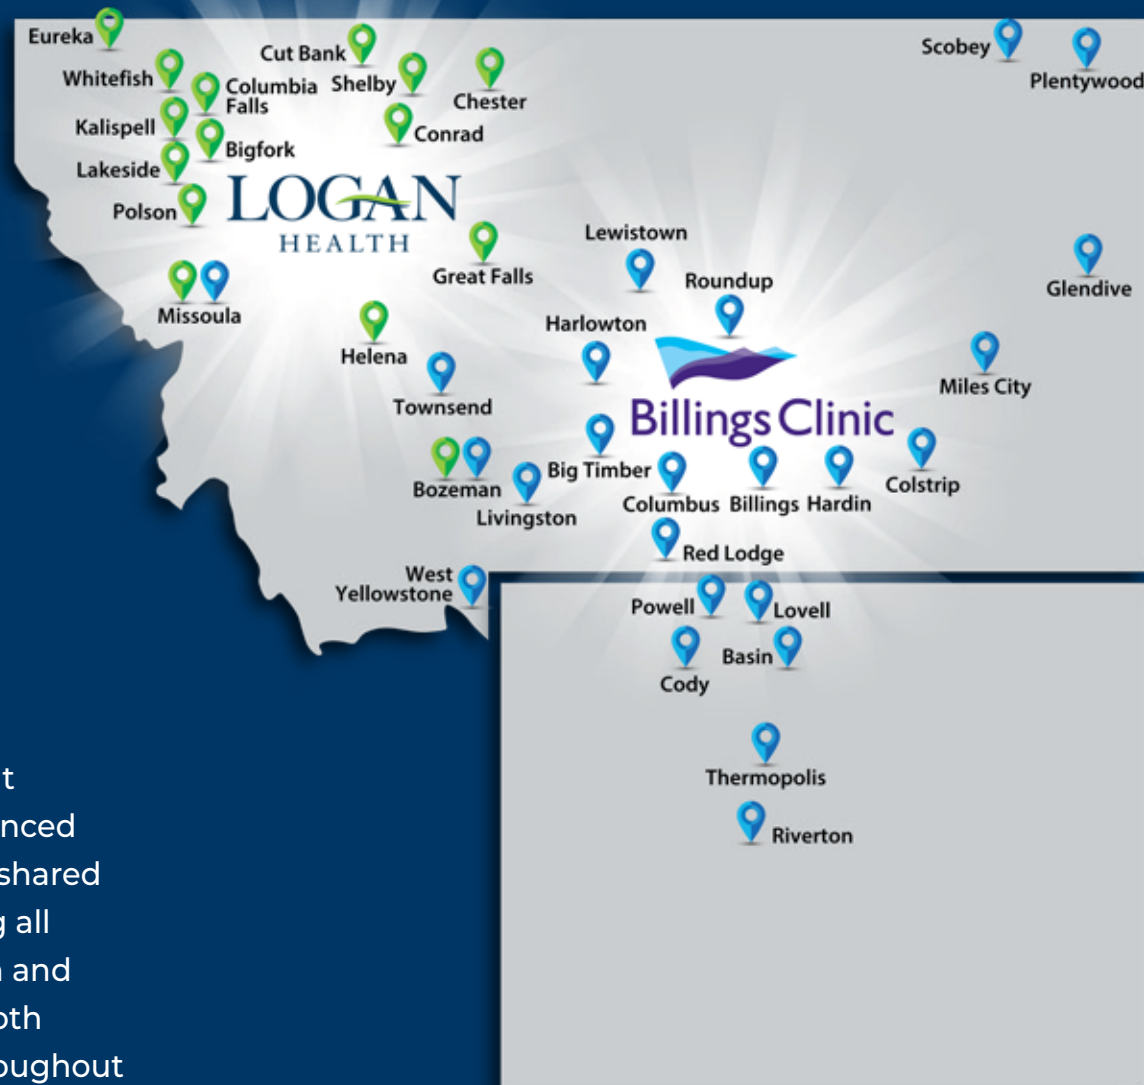 Eureka
Cut Bank
Scobey
Whitefish
Columbia
Falls
Shelby
Chester
Plentywood
Kalispell
Conrad
Bigfork
Lakeside
Polson
LOGAN
HEALTH
Lewistown
Great Falls
Roundup
Glendive
Missoula
Harlowton
Helena
Miles City
Townsend
Billings Clinic
Big Timber
Bozeman
Colstrip
Livingston
Columbus
Billings
Hardin
Red Lodge
West
Yellowstone
Powell
Lovell
Basin
Cody
Thermopolis
Riverton
t
nced
shared
g all
and
oth
oughout